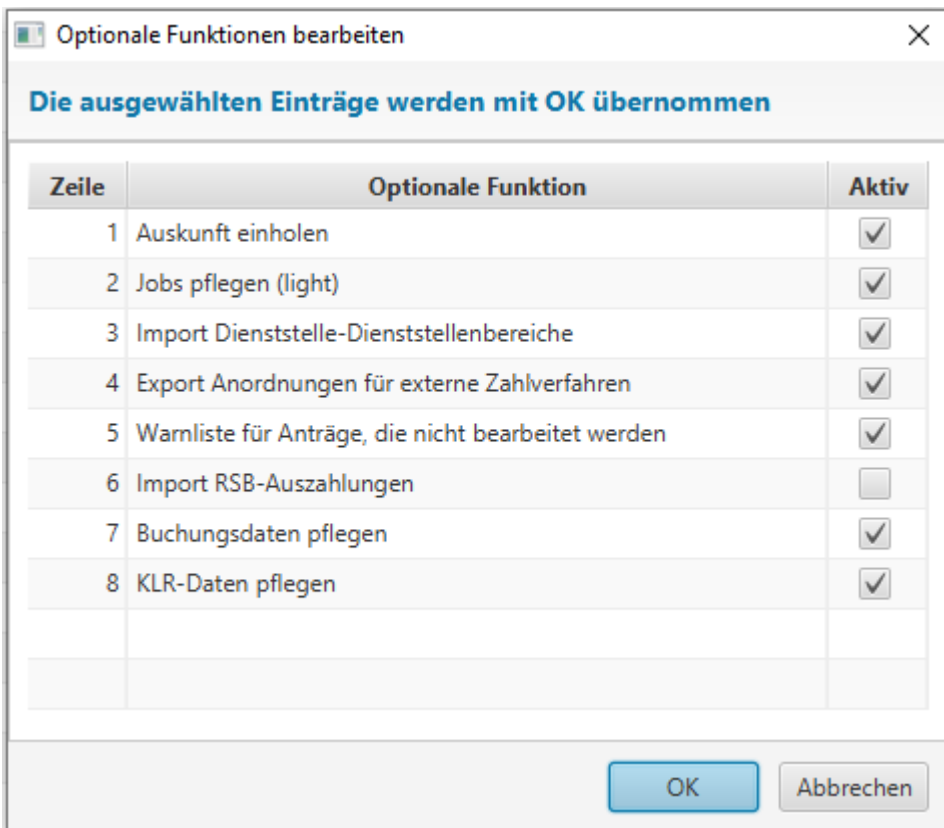 Optionale Funktionen bearbeiten
Die ausgewählten Einträge werden mit OK übernommen
Zeile Optionale Funktion Aktiv
1 Auskunft einholen
2 Jobs pflegen (light)
3 Import Dienststelle-Dienststellenbereiche
4 Export Anordnungen für externe Zahlverfahren
5 Warnliste für Anträge, die nicht bearbeitet werden
6 Import RSB-Auszahlungen
7 Buchungsdaten pflegen
8 KLR-Daten pflegen
OK Abbrechen